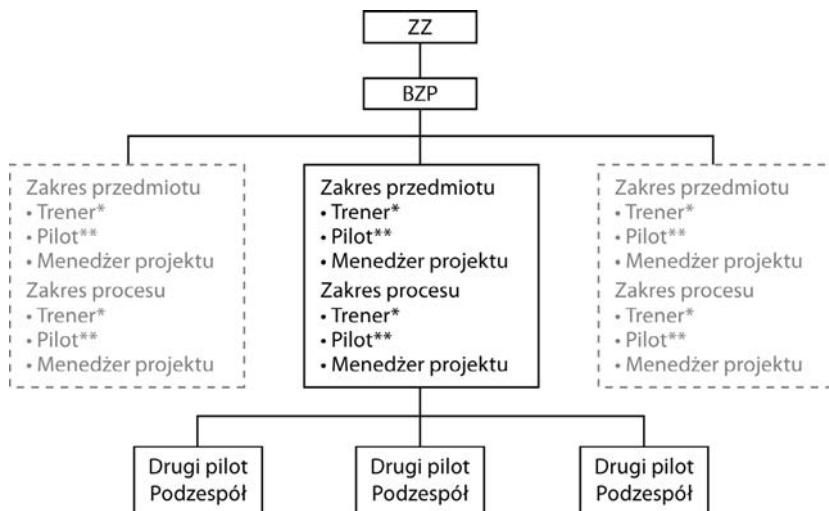 ZZ
BZP
Zakres przedmiotu
• Trener*
• Pilot**
• Menedżer projektu
Zakres procesu
• Trener*
• Pilot**
• Menedżer projektu
Zakres przedmiotu
• Trener*
• Pilot**
• Menedżer projektu
Zakres procesu
• Trener*
• Pilot**
• Menedżer projektu
Zakres przedmiotu
• Trener*
• Pilot**
• Menedżer projektu
Zakres procesu
• Trener*
• Pilot**
• Menedżer projektu
Drugi pilot
Podzespół
Drugi pilot
Podzespół
Drugi pilot
Podzespół